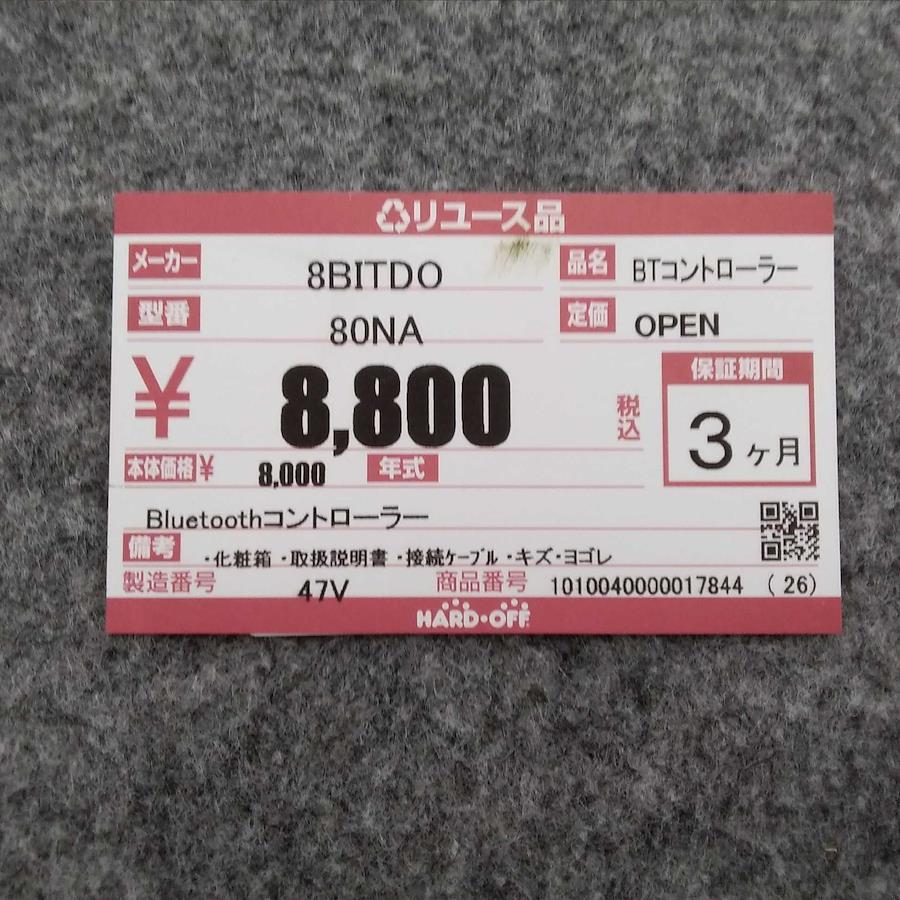 リユース品
メーカー 8BITDO 品名 BTコントローラー
型番 80NA 定価 OPEN
¥ 8,800 税込 保証期間
3ヶ月
本体価格¥ 8,000 年式
Bluetoothコントローラー
備考 ・化粧箱 ・取扱説明書 ・接続ケーブル ・キズ・ヨゴレ
製造番号 47V 商品番号 1010040000017844 (26)
HARD・OFF